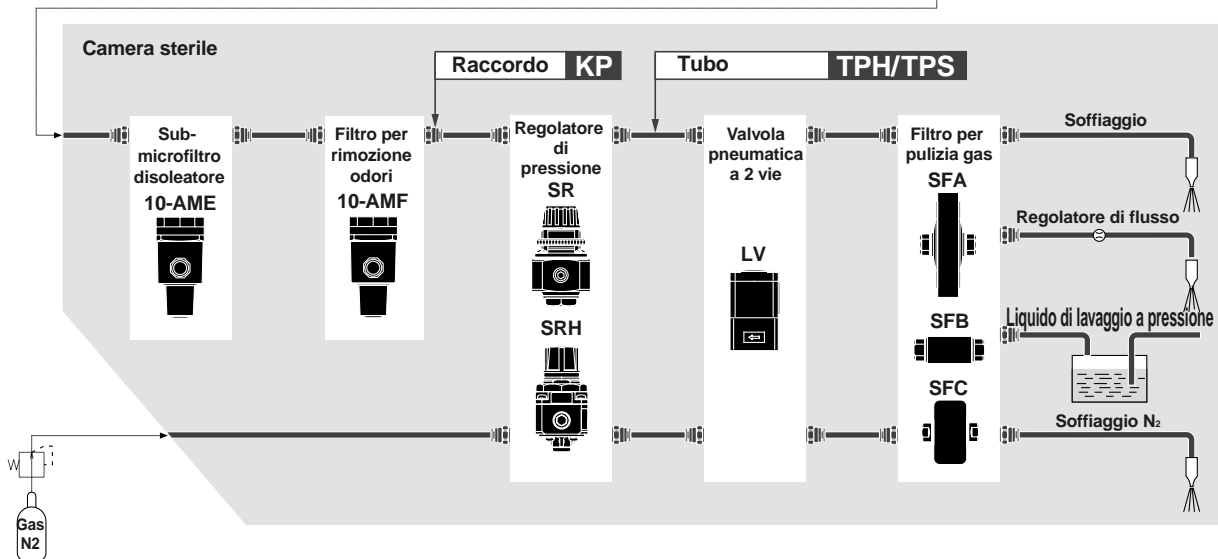 Camera sterile
Raccordo KP
Tubo TPH/TPS
Sub-
microfiltro
disoleatore
10-AME
Filtro per
rimozione
odori
10-AMF
Regolatore
di
pressione
SR
SRH
Valvola
pneumatica
a 2 vie
LV
Filtro per
pulizia gas
SFA
SFB
SFC
Soffiaggio
Regolatore di flusso
Liquido di lavaggio a pressione
Soffiaggio N₂
Gas
N2